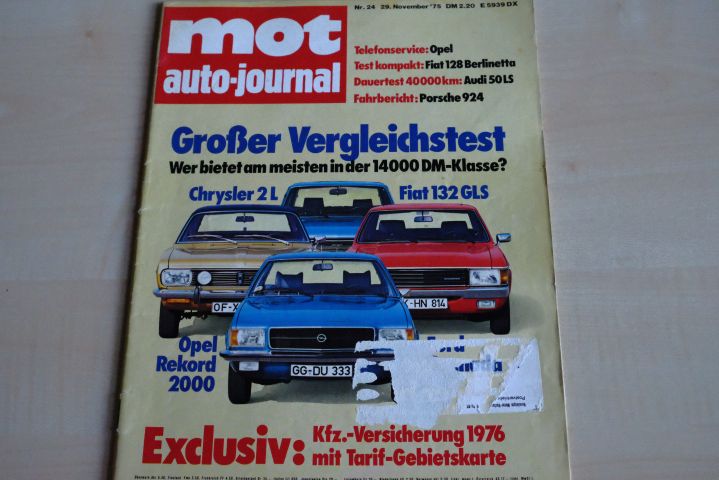 Nr. 24 29. November '75 DM 2.20 E 5939 DX
mot
auto-journal
Telefonservice: Opel
Test kompakt: Fiat 128 Berlinetta
Dauertest 40000 km: Audi 50 LS
Fahrbericht: Porsche 924
Großer Vergleichstest
Wer bietet am meisten in der 14000 DM-Klasse?
Chrysler 2 L
Fiat 132 GLS
OF-X
K-HN 814
Opel
Rekord
2000
Ford
GG-DU 333
Exclusiv:
Kfz.-Versicherung 1976
mit Tarif-Gebietskarte